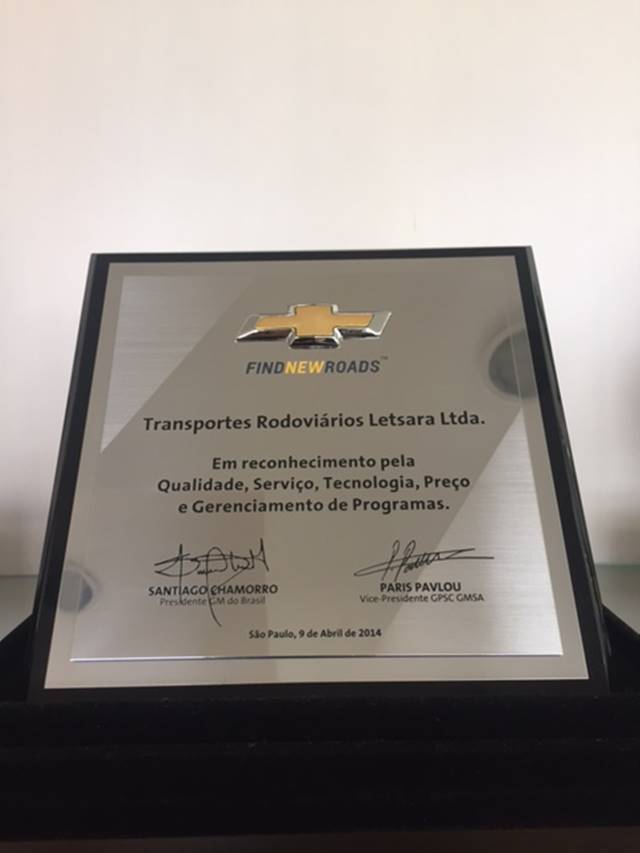 FINDNEWROADS™
Transportes Rodoviários Letsara Ltda.
Em reconhecimento pela
Qualidade, Serviço, Tecnologia, Preço
e Gerenciamento de Programas.
SANTIAGO CHAMORRO
Presidente GM do Brasil
PARIS PAVLOU
Vice-Presidente GPSC GMSA
São Paulo, 9 de Abril de 2014